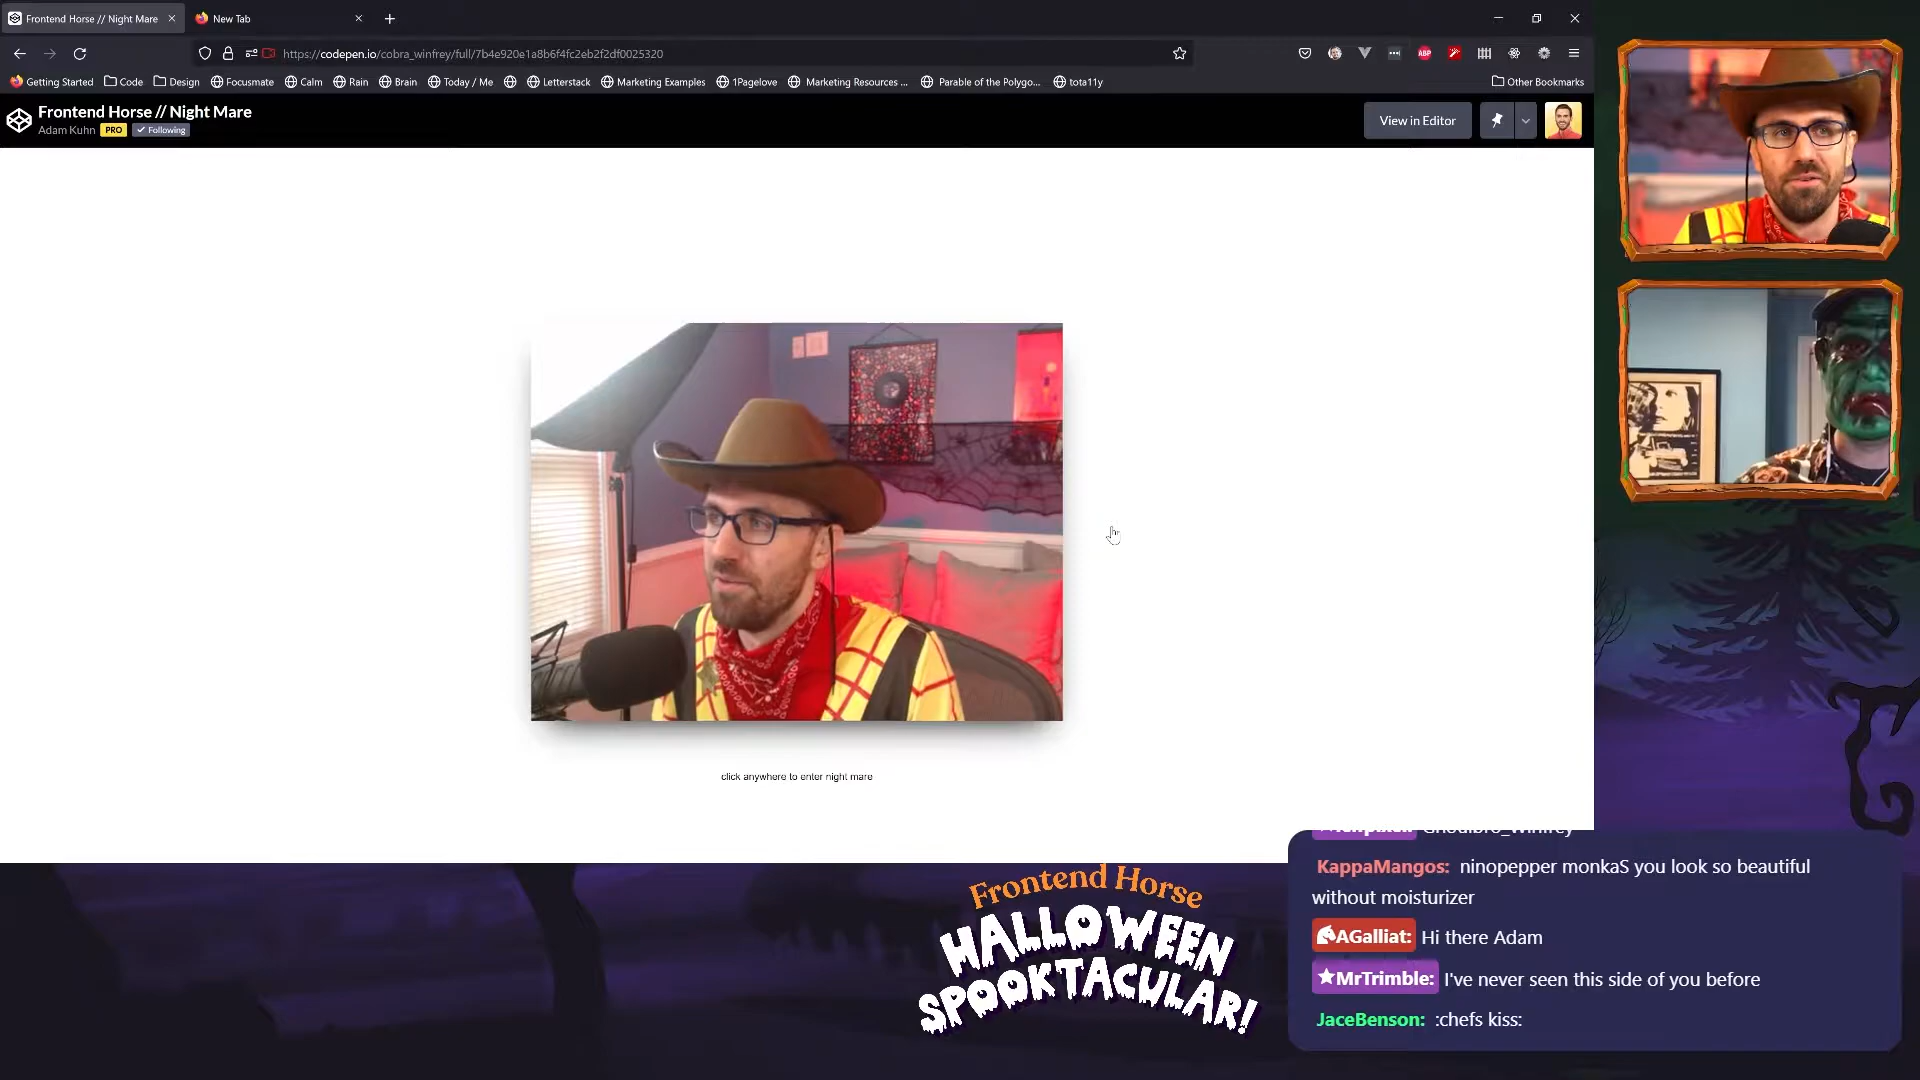 Frontend Horse // Night Mare
New Tab
https://codepen.io/cobra_winfrey/full/7b4e920e1a8b6f4fc2eb2f2df0025320
ABP
Getting Started Code Design Focusmate Calm Rain Brain Today / Me Letterstack Marketing Examples 1Pagelove Marketing Resources ... Parable of the Polygo... tota11y Other Bookmarks
Frontend Horse // Night Mare
Adam Kuhn PRO Following
View in Editor
click anywhere to enter night mare
Frontend Horse
HALLOWEEN
SPOOKTACULAR!
Ghoulbro_Winfrey
KappaMangos: ninopepper monkaS you look so beautiful
without moisturizer
AGalliat: Hi there Adam
MrTrimble: I've never seen this side of you before
JaceBenson: :chefs kiss: